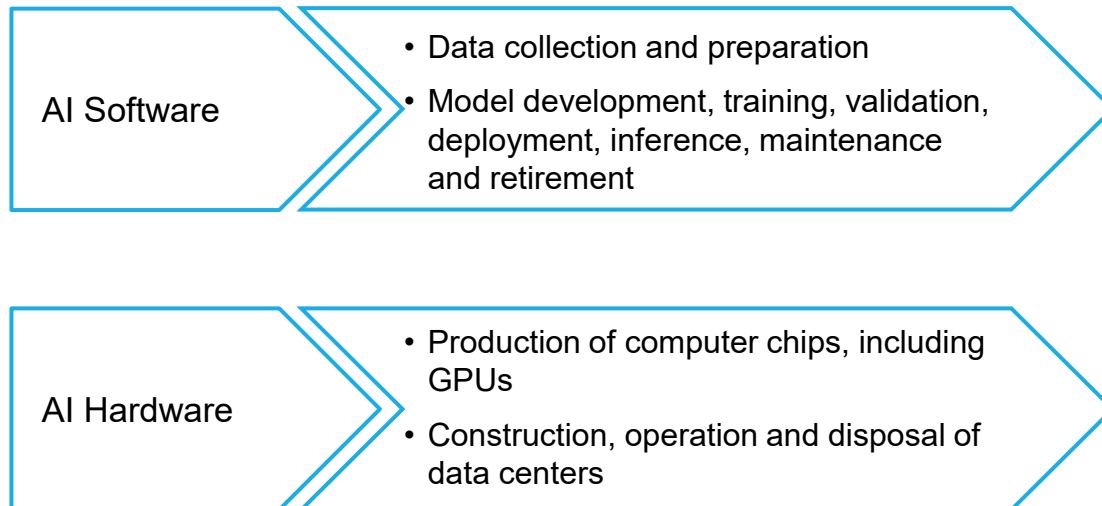 AI Software
• Data collection and preparation
• Model development, training, validation,
deployment, inference, maintenance
and retirement
AI Hardware
• Production of computer chips, including
GPUs
• Construction, operation and disposal of
data centers